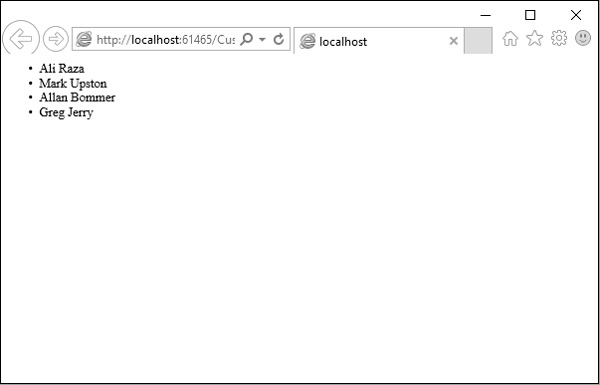 http://localhost:61465/Cus
localhost
• Ali Raza
• Mark Upston
• Allan Bommer
• Greg Jerry